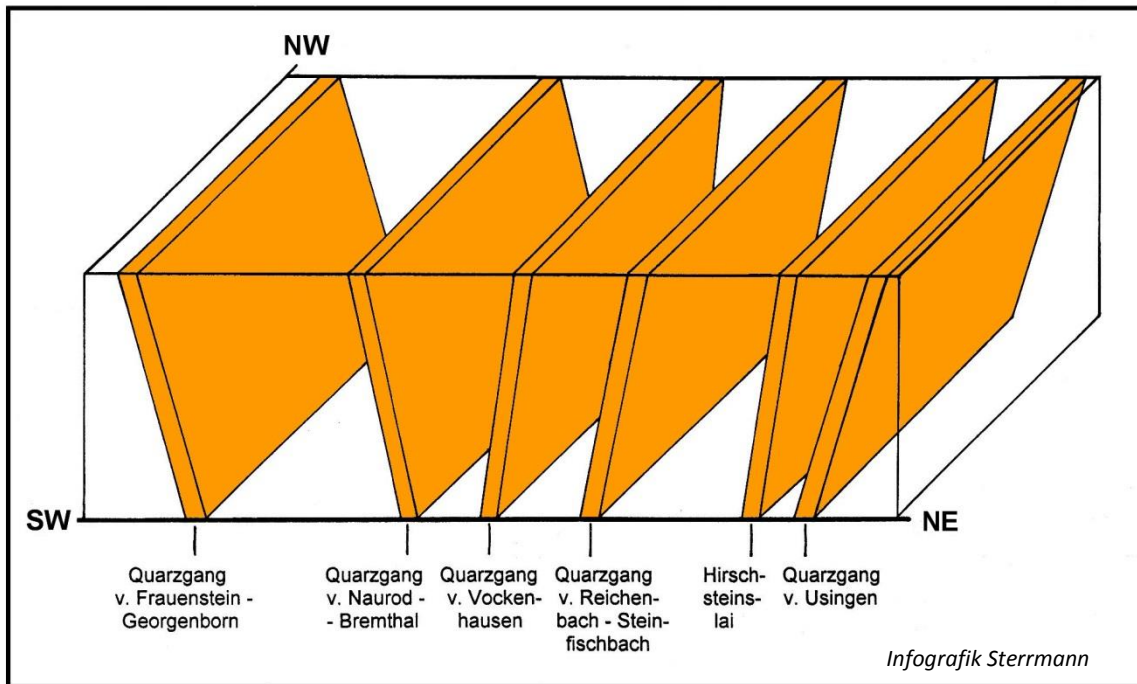 NW
SW
NE
Quarzgang
v. Frauenstein -
Georgenborn
Quarzgang
v. Naurod -
- Bremthal
Quarzgang
v. Vocken-
hausen
Quarzgang
v. Reichen-
bach - Stein-
fischbach
Hirsch-
steins-
lai
Quarzgang
v. Usingen
Infografik Sterrmann